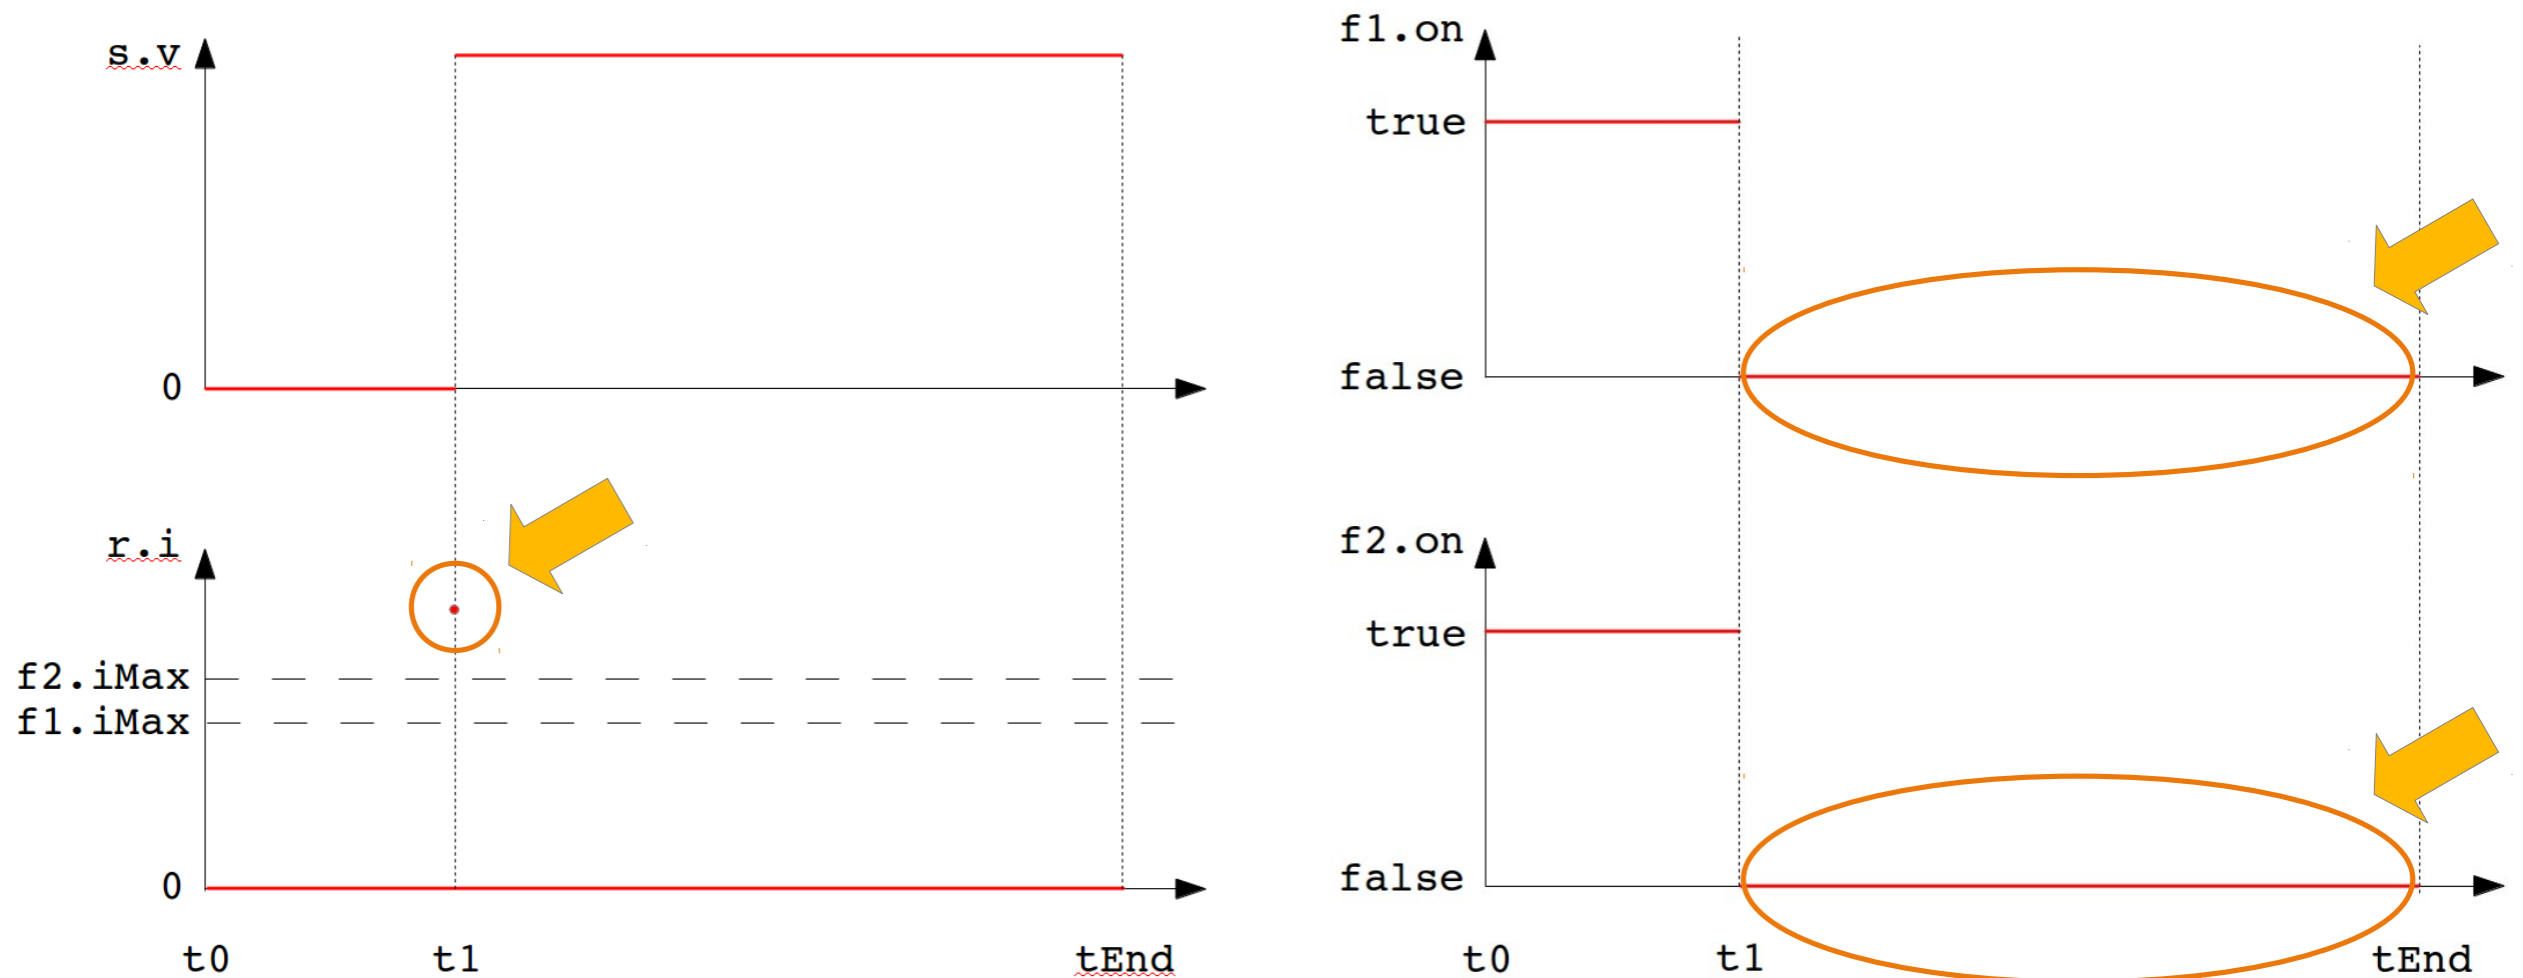 s.v
0
r.i
f2.iMax
f1.iMax
0
t0 t1 tEnd
f1.on
true
false
f2.on
true
false
t0 t1 tEnd